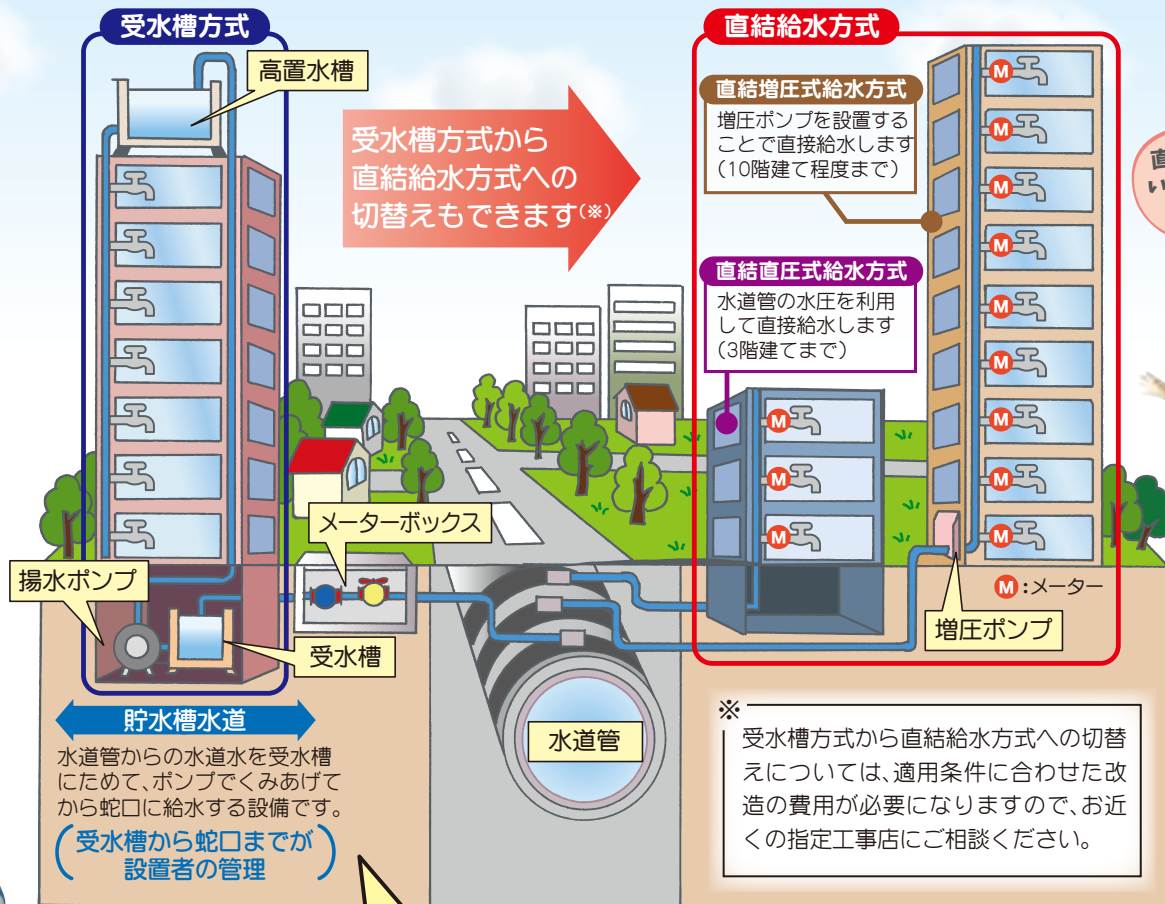 受水槽方式
高置水槽
受水槽方式から
直結給水方式への
切替えもできます(※)
揚水ポンプ
メーターボックス
受水槽
貯水槽水道
水道管からの水道水を受水槽
にためて、ポンプでくみあげて
から蛇口に給水する設備です。
受水槽から蛇口までが
設置者の管理
水道管
直結給水方式
直結増圧式給水方式
増圧ポンプを設置する
ことで直接給水します
(10階建て程度まで)
直結直圧式給水方式
水道管の水圧を利用
して直接給水します
(3階建てまで)
M
M
M
M
M
M
M
M
M
M
M
M
M:メーター
増圧ポンプ
※
受水槽方式から直結給水方式への切替
えについては、適用条件に合わせた改
造の費用が必要になりますので、お近
くの指定工事店にご相談ください。
直
い